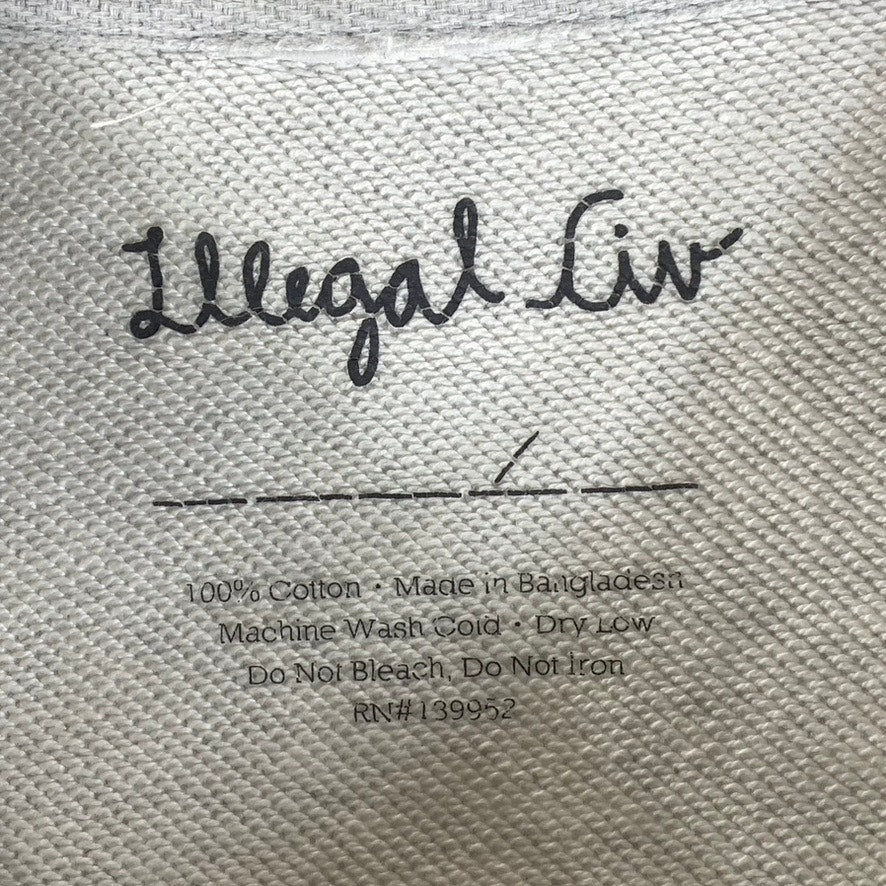 Illegal Civ
100% Cotton · Made in Bangladesh
Machine Wash Cold · Dry Low
Do Not Bleach, Do Not Iron
RN#139952